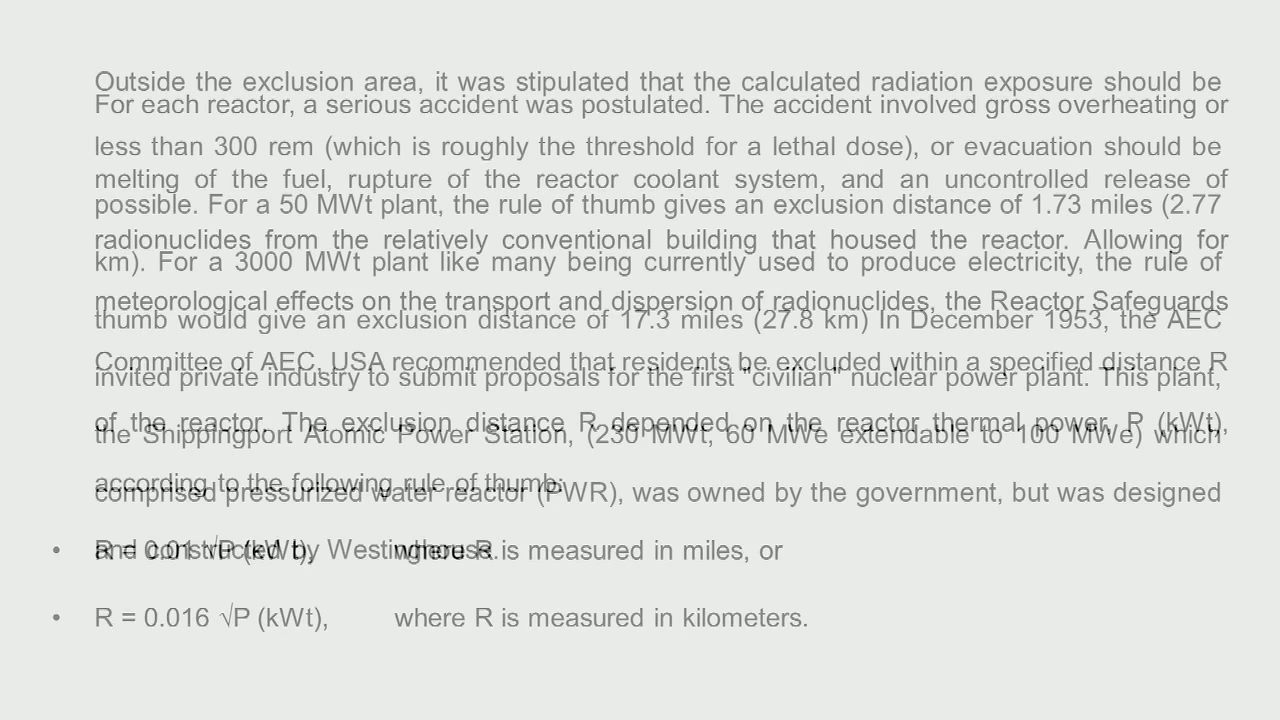 Outside the exclusion area, it was stipulated that the calculated radiation exposure should be
For each reactor, a serious accident was postulated. The accident involved gross overheating or
less than 300 rem (which is roughly the threshold for a lethal dose), or evacuation should be
melting of the fuel, rupture of the reactor coolant system, and an uncontrolled release of
possible. For a 50 MWt plant, the rule of thumb gives an exclusion distance of 1.73 miles (2.77
radionuclides from the relatively conventional building that housed the reactor. Allowing for
km). For a 3000 MWt plant like many being currently used to produce electricity, the rule of
meteorological effects on the transport and dispersion of radionuclides, the Reactor Safeguards
thumb would give an exclusion distance of 17.3 miles (27.8 km) In December 1953, the AEC
Committee of AEC, USA recommended that residents be excluded within a specified distance R
invited private industry to submit proposals for the first "civilian" nuclear power plant. This plant,
of the reactor. The exclusion distance R depended on the reactor thermal power, P (kWt),
the Shippingport Atomic Power Station, (230 MWt, 60 MWe extendable to 100 MWe) which
according to the following rule of thumb:
comprised pressurized water reactor (PWR), was owned by the government, but was designed
• R = 0.01 √P (kWt), where R is measured in miles, or
and constructed by Westinghouse.
• R = 0.016 √P (kWt), where R is measured in kilometers.